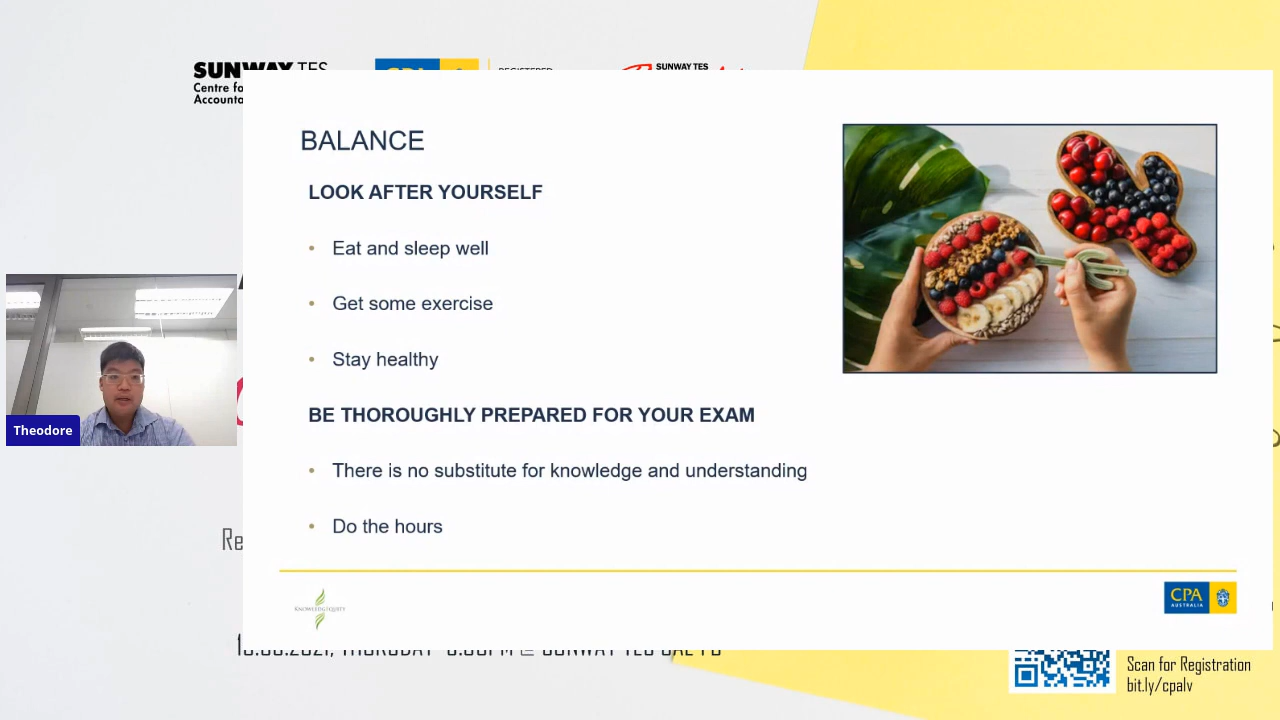 SUNWAY TES
Centre fo
Accounta
SUNWAY TES
BALANCE
LOOK AFTER YOURSELF
• Eat and sleep well
• Get some exercise
• Stay healthy
BE THOROUGHLY PREPARED FOR YOUR EXAM
• There is no substitute for knowledge and understanding
• Do the hours
Theodore
Re
KNOWLEDGEQUITY
CPA
AUSTRALIA
Scan for Registration
bit.ly/cpalv